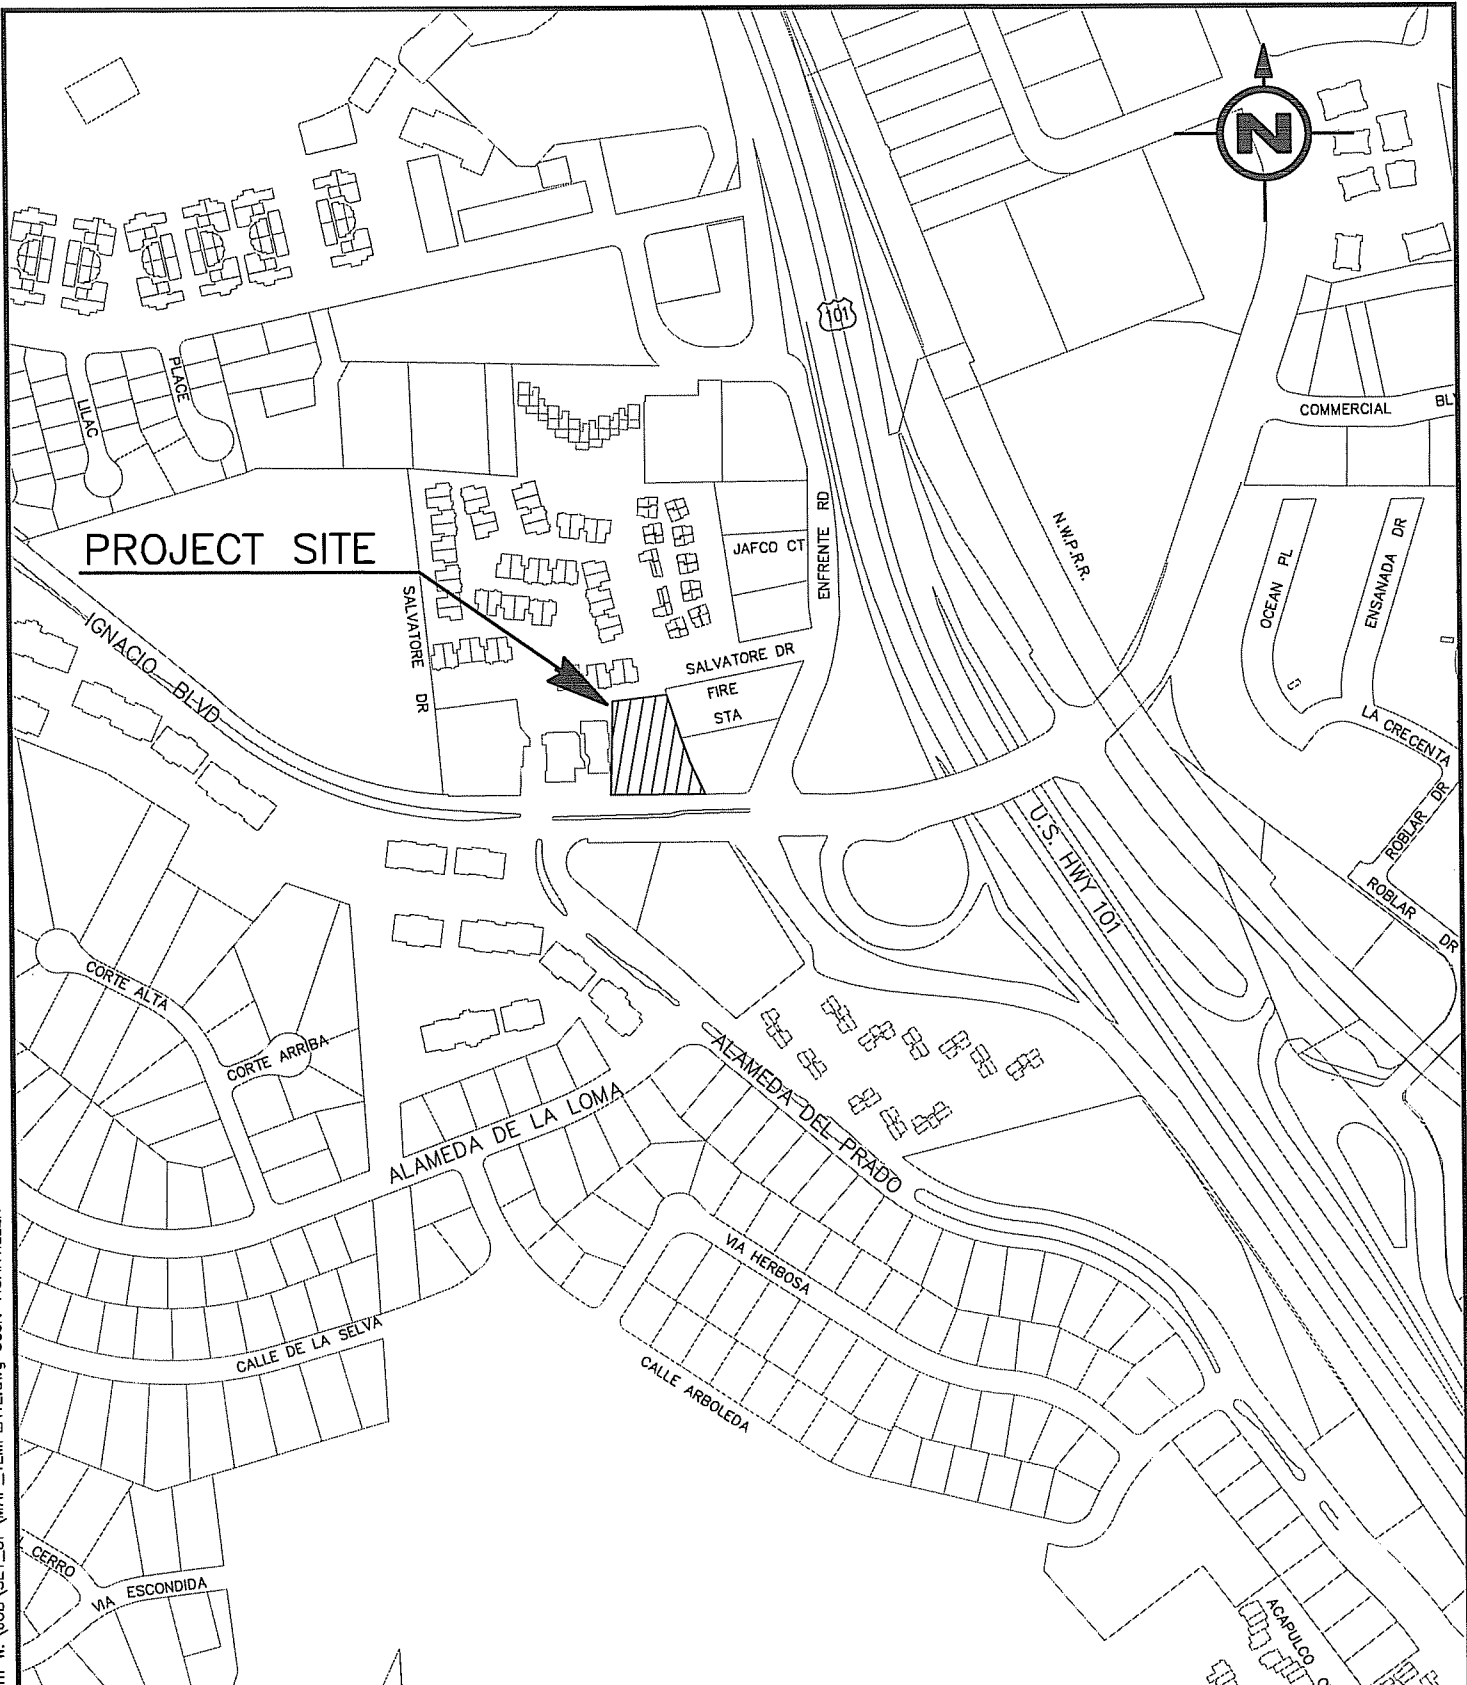 N
101
PLACE
LILAC
COMMERCIAL
PROJECT SITE
JAFCO CT
ENFRENTE RD
N.W.P.R.R.
OCEAN PL
ENSANADA DR
SALVATORE DR
IGNACIO BLVD
SALVATORE DR
FIRE
STA
LA CRECENTA
ROBLAR DR
U.S. HWY 101
ROBLAR DR
CORTE ALTA
CORTE ARRIBA
ALAMEDA DE LA LOMA
ALAMEDA DEL PRADO
VIA HERBOSA
CALLE DE LA SELVA
CALLE ARBOLEDA
CERRO
VIA ESCONDIDA
ACAPULCO